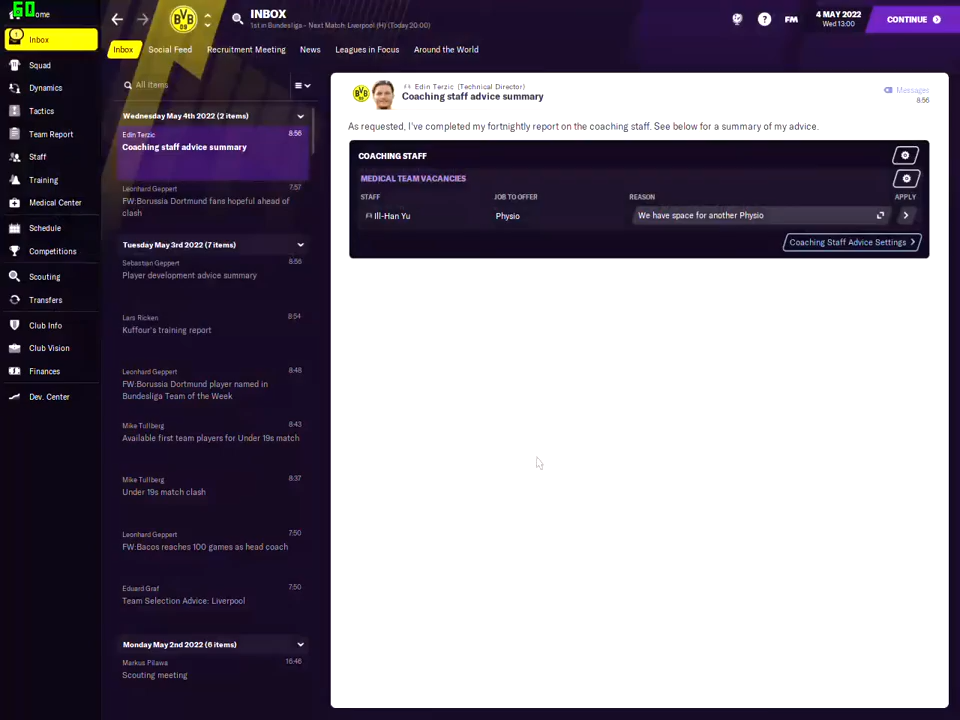 60
ome
Inbox
Squad
Dynamics
Tactics
Team Report
Staff
Training
Medical Center
Schedule
Competitions
Scouting
Transfers
Club Info
Club Vision
Finances
Dev. Center
BVB
09
INBOX
1st in Bundesliga - Next Match: Liverpool (H) (Today 20:00)
?
FM
4 MAY 2022
Wed 13:00
CONTINUE
Inbox
Social Feed
Recruitment Meeting
News
Leagues in Focus
Around the World
All Items
Wednesday May 4th 2022 (2 items)
Edin Terzic
8:56
Coaching staff advice summary
Leonhard Geppert
7:57
FW:Borussia Dortmund fans hopeful ahead of
clash
Tuesday May 3rd 2022 (7 items)
Sebastian Geppert
8:56
Player development advice summary
Lars Ricken
8:54
Kuffour's training report
Leonhard Geppert
8:48
FW:Borussia Dortmund player named in
Bundesliga Team of the Week
Mike Tullberg
8:43
Available first team players for Under 19s match
Mike Tullberg
8:37
Under 19s match clash
Leonhard Geppert
7:50
FW:Bacos reaches 100 games as head coach
Eduard Graf
7:50
Team Selection Advice: Liverpool
Monday May 2nd 2022 (6 items)
Markus Pilawa
16:46
Scouting meeting
Edin Terzic (Technical Director)
Coaching staff advice summary
Messages
8:56
As requested, I've completed my fortnightly report on the coaching staff. See below for a summary of my advice.
COACHING STAFF
MEDICAL TEAM VACANCIES
STAFF
JOB TO OFFER
REASON
APPLY
Ill-Han Yu
Physio
We have space for another Physio
Coaching Staff Advice Settings